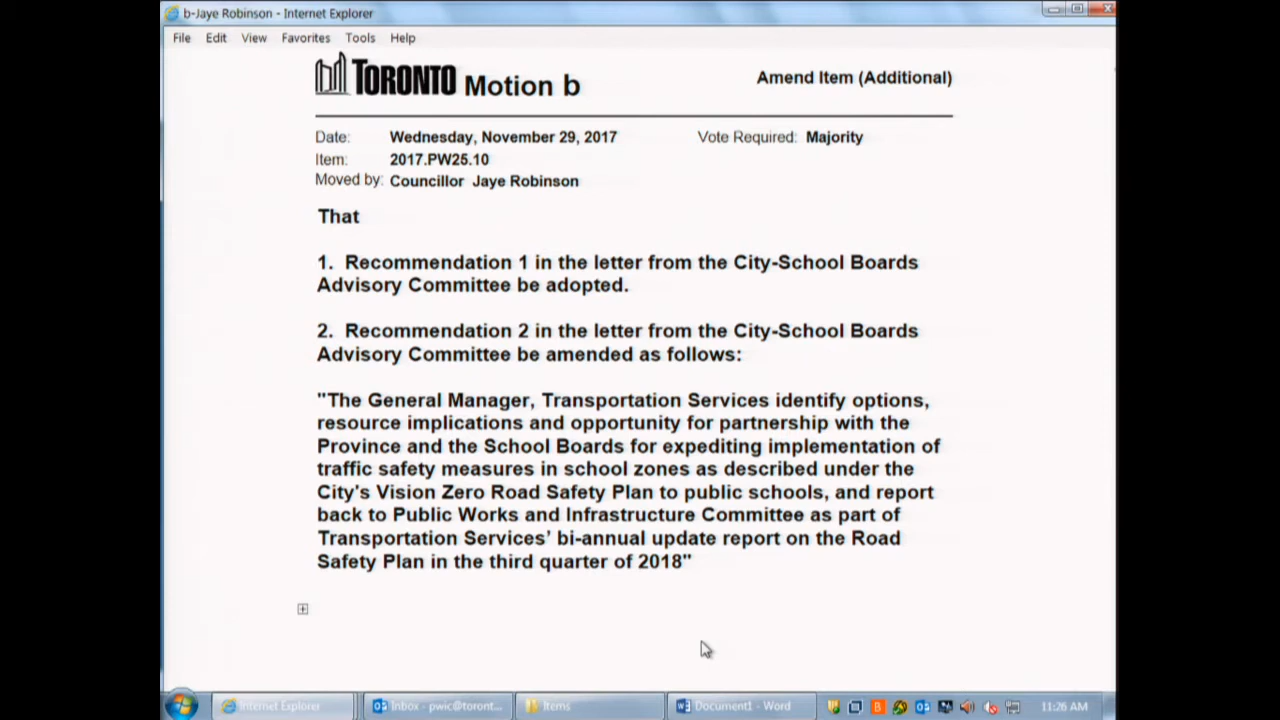 b-Jaye Robinson - Internet Explorer
File Edit View Favorites Tools Help
TORONTO Motion b
Amend Item (Additional)
Date: Wednesday, November 29, 2017 Vote Required: Majority
Item: 2017.PW25.10
Moved by: Councillor Jaye Robinson
That
1. Recommendation 1 in the letter from the City-School Boards
Advisory Committee be adopted.
2. Recommendation 2 in the letter from the City-School Boards
Advisory Committee be amended as follows:
"The General Manager, Transportation Services identify options,
resource implications and opportunity for partnership with the
Province and the School Boards for expediting implementation of
traffic safety measures in school zones as described under the
City's Vision Zero Road Safety Plan to public schools, and report
back to Public Works and Infrastructure Committee as part of
Transportation Services’ bi-annual update report on the Road
Safety Plan in the third quarter of 2018"
Internet Explorer Inbox - pwic@toront... Items Document1 - Word 11:26 AM